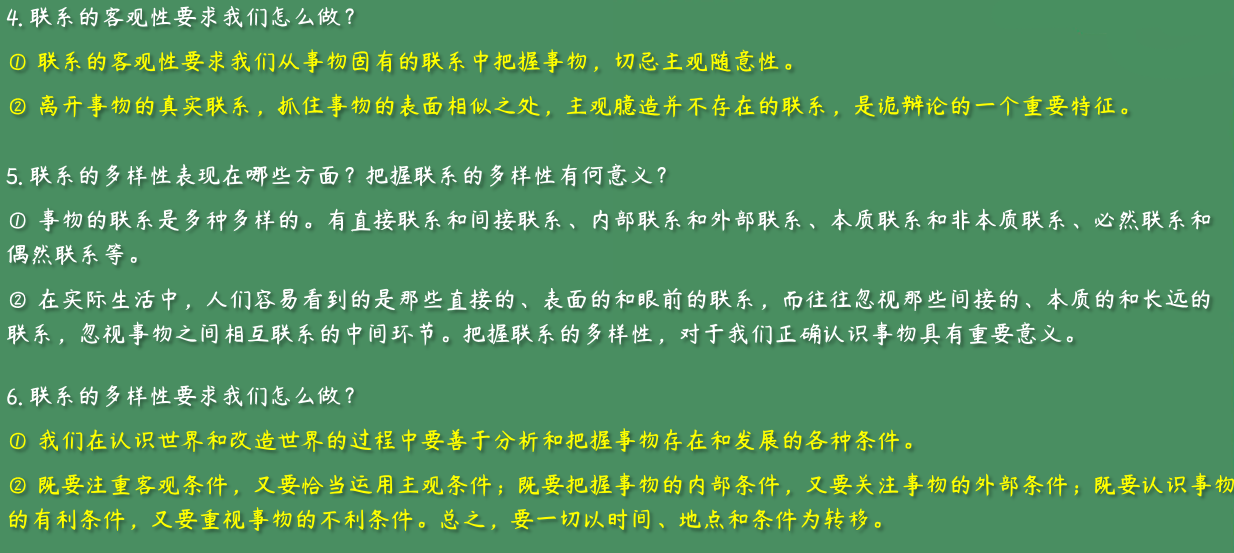 4. 联系的客观性要求我们怎么做？
① 联系的客观性要求我们从事物固有的联系中把握事物，切忌主观随意性。
② 离开事物的真实联系，抓住事物的表面相似之处，主观臆造并不存在的联系，是诡辩论的一个重要特征。
5. 联系的多样性表现在哪些方面？把握联系的多样性有何意义？
① 事物的联系是多种多样的。有直接联系和间接联系、内部联系和外部联系、本质联系和非本质联系、必然联系和
偶然联系等。
② 在实际生活中，人们容易看到的是那些直接的、表面的和眼前的联系，而往往忽视那些间接的、本质的和长远的
联系，忽视事物之间相互联系的中间环节。把握联系的多样性，对于我们正确认识事物具有重要意义。
6. 联系的多样性要求我们怎么做？
① 我们在认识世界和改造世界的过程中要善于分析和把握事物存在和发展的各种条件。
② 既要注重客观条件，又要恰当运用主观条件；既要把握事物的内部条件，又要关注事物的外部条件；既要认识事物
的有利条件，又要重视事物的不利条件。总之，要一切以时间、地点和条件为转移。